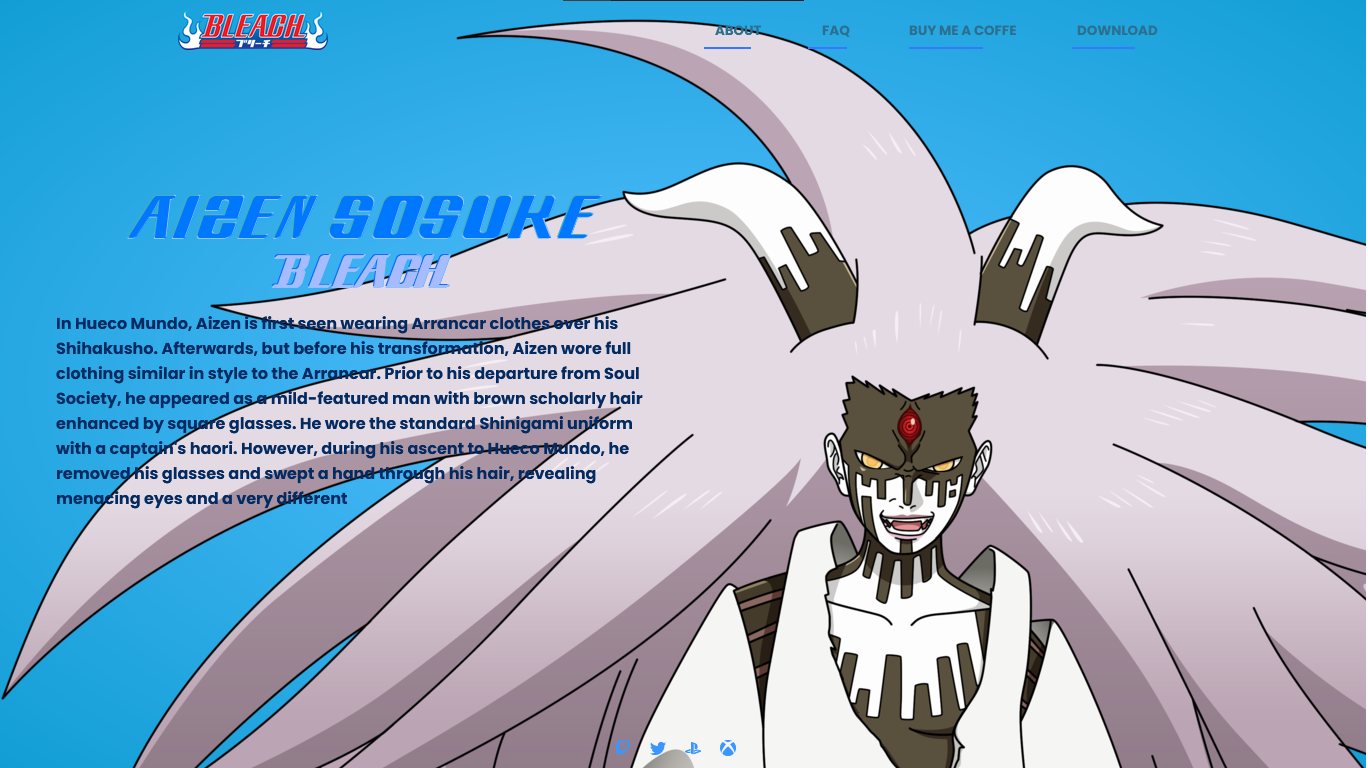 BLEACH
ブリーチ
ABOUT
FAQ
BUY ME A COFFE
DOWNLOAD
AIZEN SOSUKE
BLEACH
In Hueco Mundo, Aizen is first seen wearing Arrancar clothes over his
Shihakusho. Afterwards, but before his transformation, Aizen wore full
clothing similar in style to the Arrancar. Prior to his departure from Soul
Society, he appeared as a mild-featured man with brown scholarly hair
enhanced by square glasses. He wore the standard Shinigami uniform
with a captain's haori. However, during his ascent to Hueco Mundo, he
removed his glasses and swept a hand through his hair, revealing
menacing eyes and a very different